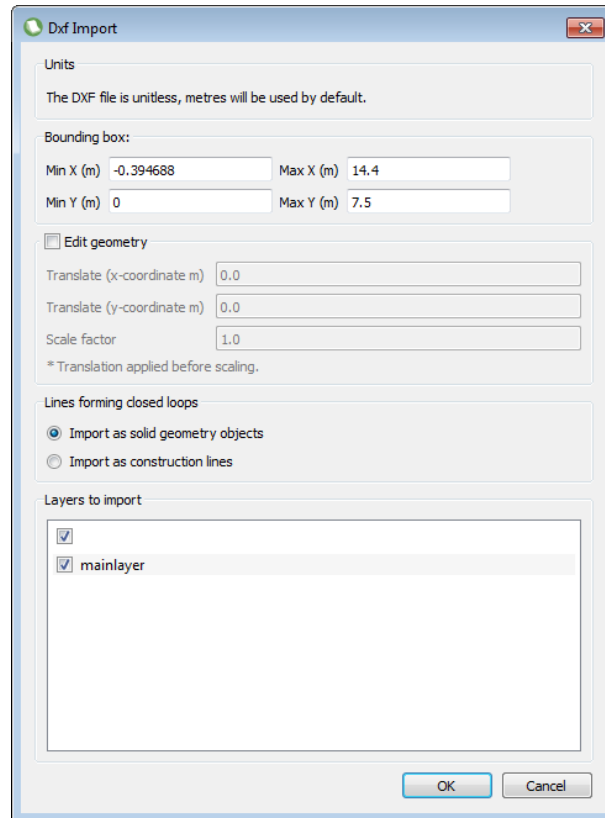 Dxf Import
Units
The DXF file is unitless, metres will be used by default.
Bounding box:
Min X (m) -0.394688 Max X (m) 14.4
Min Y (m) 0 Max Y (m) 7.5
Edit geometry
Translate (x-coordinate m) 0.0
Translate (y-coordinate m) 0.0
Scale factor 1.0
* Translation applied before scaling.
Lines forming closed loops
Import as solid geometry objects
Import as construction lines
Layers to import
mainlayer
OK Cancel